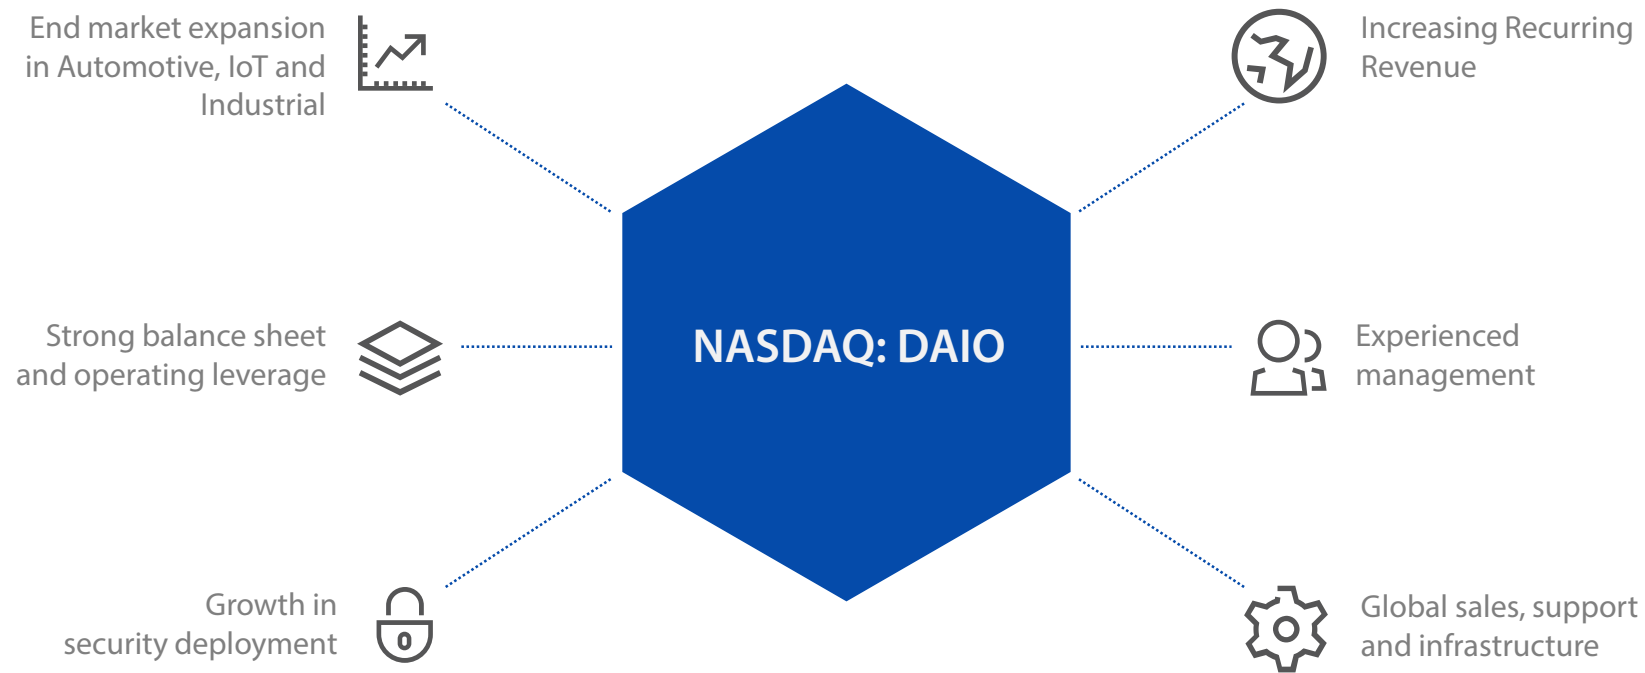 End market expansion
in Automotive, IoT and
Industrial
Increasing Recurring
Revenue
Strong balance sheet
and operating leverage
NASDAQ: DAIO
Experienced
management
Growth in
security deployment
Global sales, support
and infrastructure